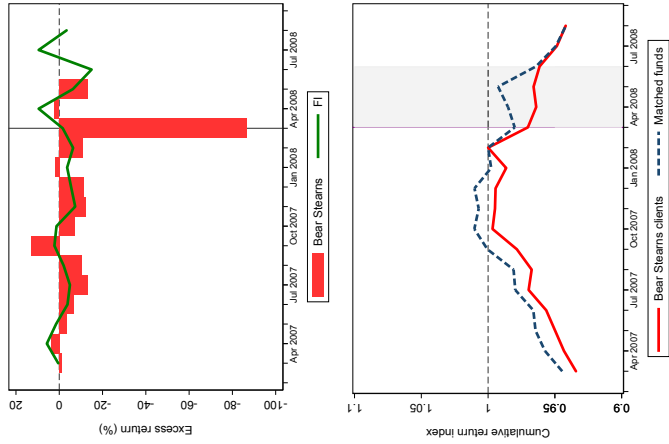 20
0
-20
-40
-60
-80
-100
Excess return (%)
Apr 2007
Jul 2007
Oct 2007
Jan 2008
Apr 2008
Jul 2008
Bear Stearns
FI
1.1
1.05
1
0.95
0.9
Cumulative return index
Apr 2007
Jul 2007
Oct 2007
Jan 2008
Apr 2008
Jul 2008
Bear Stearns clients
Matched funds